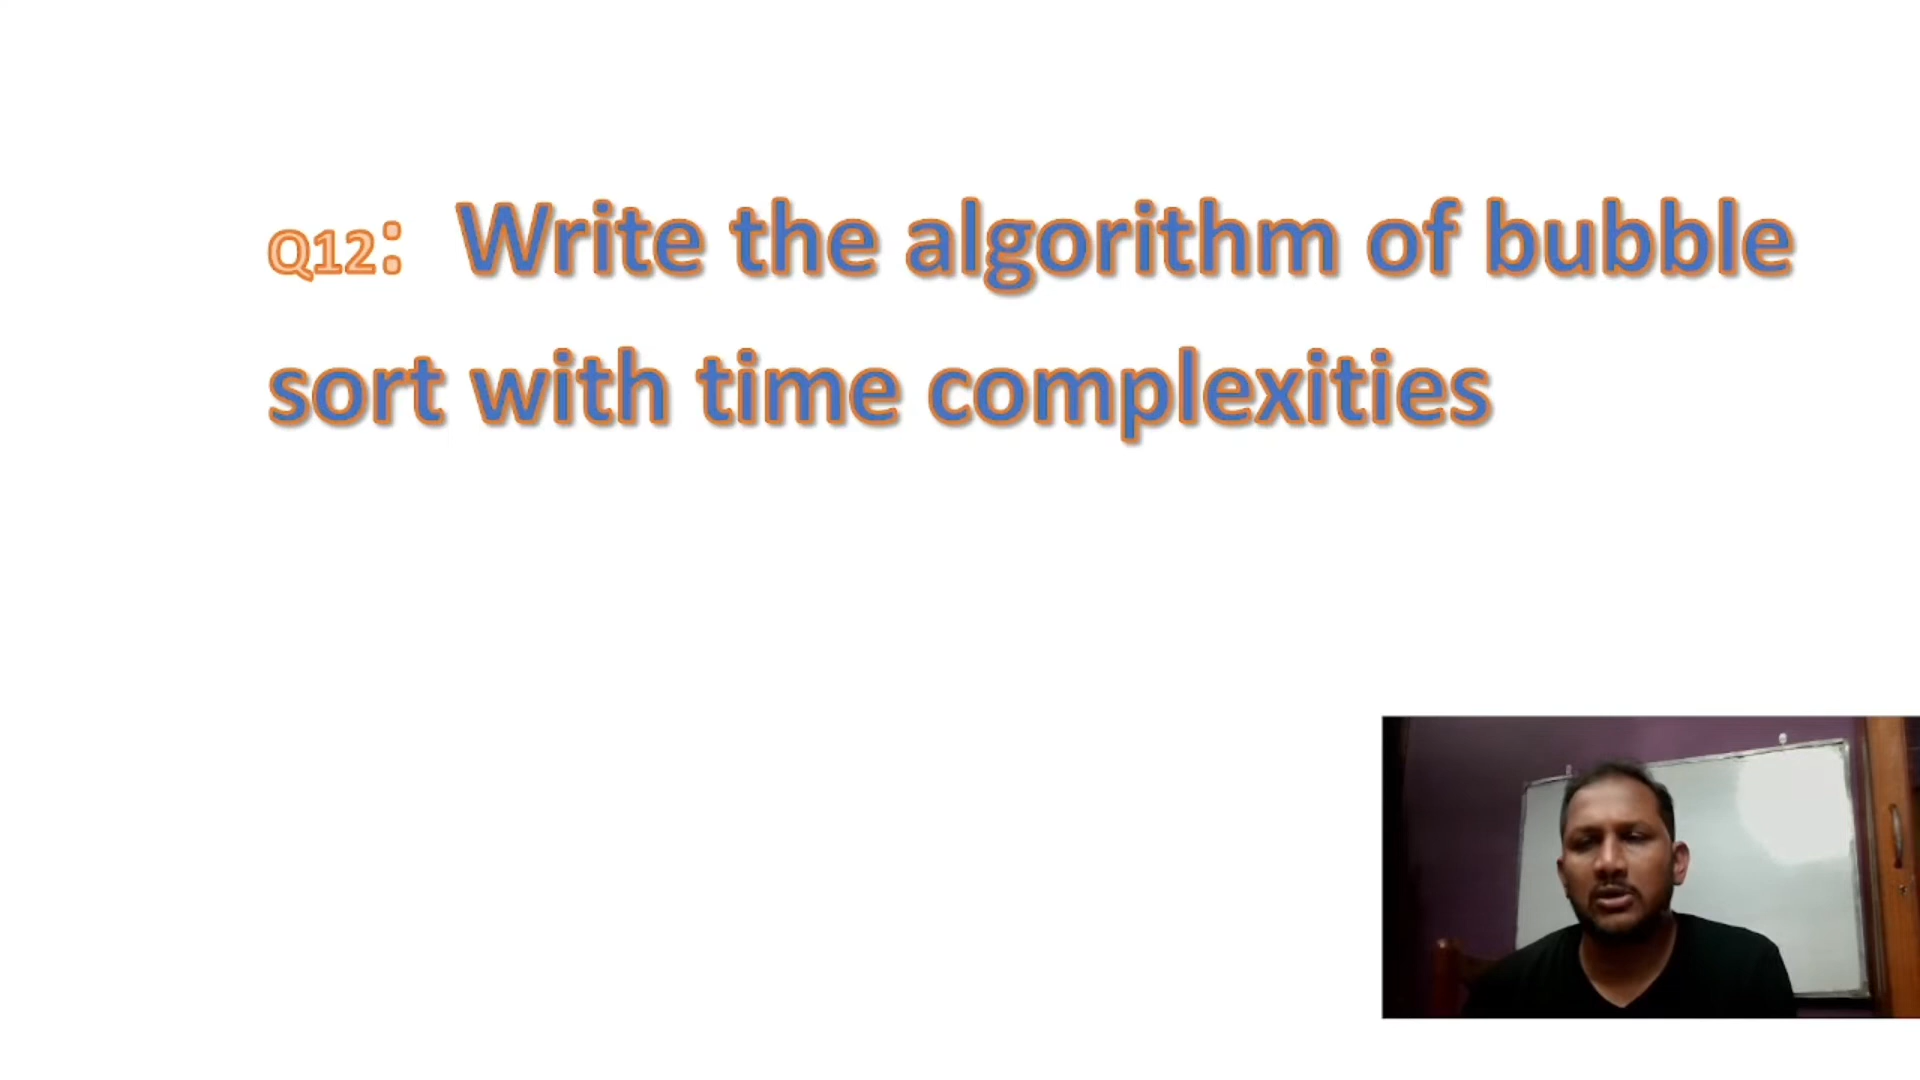 Q12: Write the algorithm of bubble
sort with time complexities